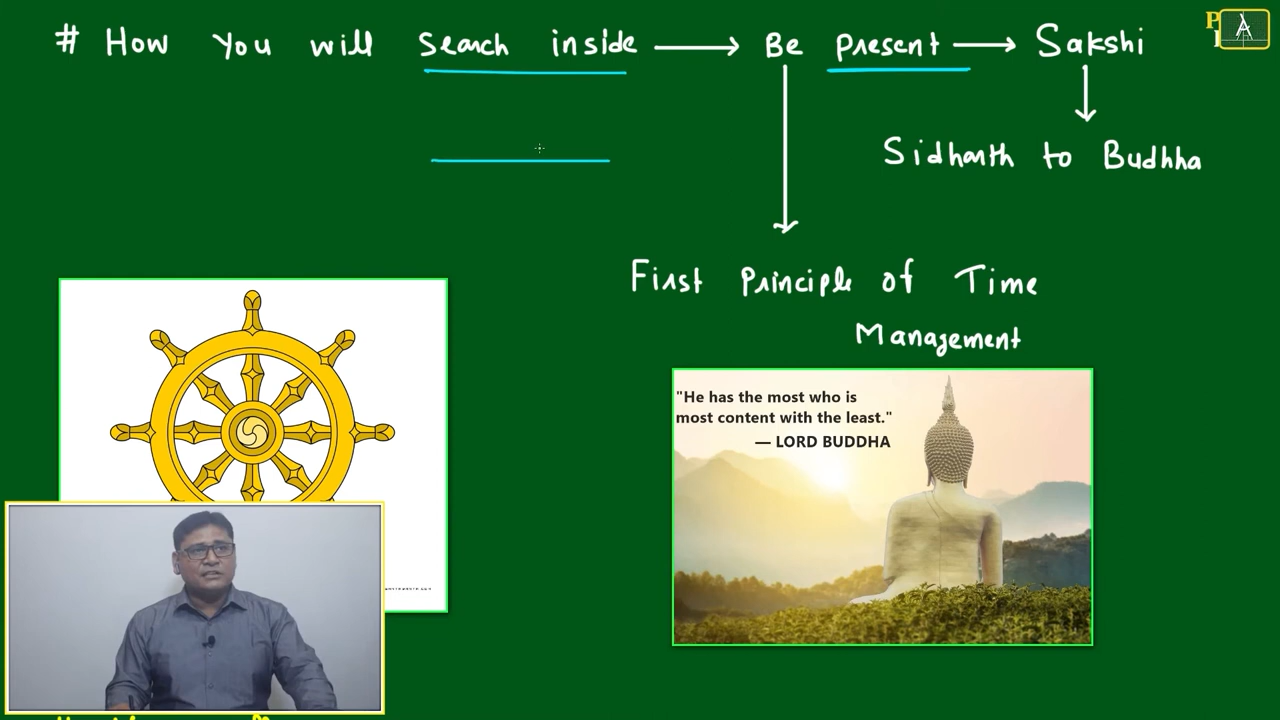 # How You will Search inside → Be present → Sakshi
Sidharth to Budhha
First Principle of Time
Management
"He has the most who is
most content with the least."
— LORD BUDDHA